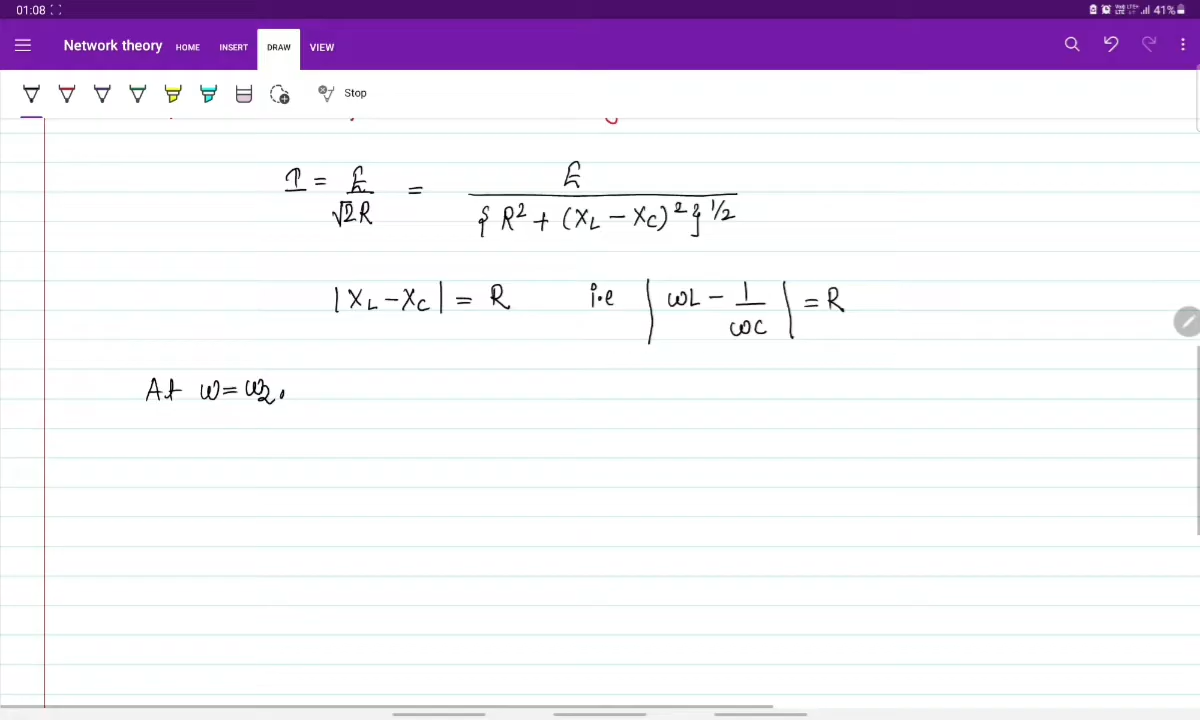 01:08 41%
Network theory HOME INSERT DRAW VIEW
Stop
I = E/√2R = E/{R² + (XL – XC)²}^1/2
|XL – XC| = R i.e |ωL – 1/ωC| = R
At ω = ω2,